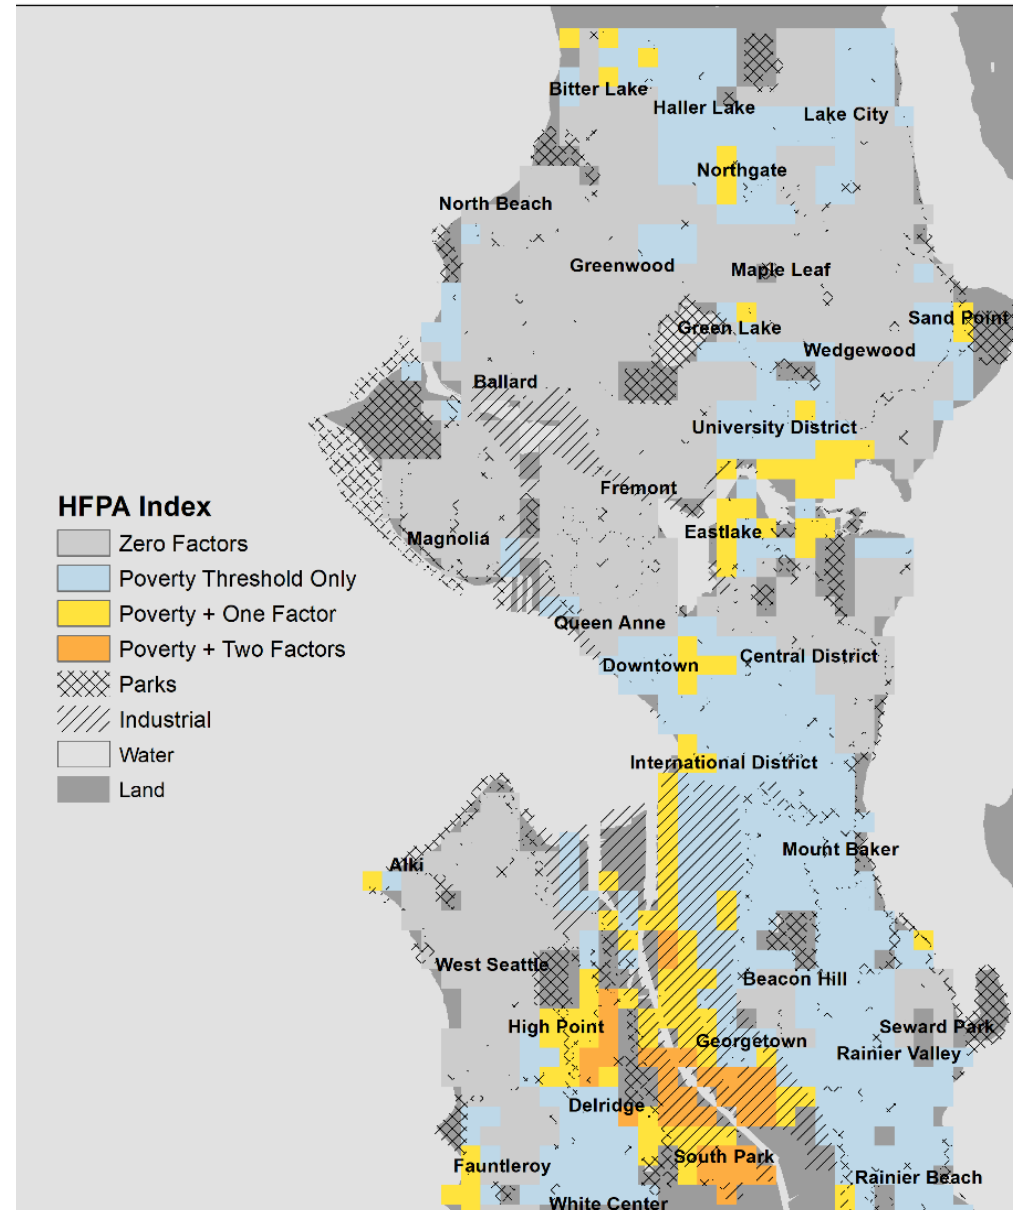 Bitter Lake
Haller Lake
Lake City
Northgate
North Beach
Greenwood
Maple Leaf
Sand Point
Green Lake
Wedgewood
Ballard
University District
HFPA Index
Zero Factors
Poverty Threshold Only
Poverty + One Factor
Poverty + Two Factors
Parks
Industrial
Water
Land
Fremont
Eastlake
Magnolia
Queen Anne
Central District
Downtown
International District
Mount Baker
Alki
West Seattle
Beacon Hill
High Point
Seward Park
Georgetown
Rainier Valley
Delridge
South Park
Fauntleroy
Rainier Beach
White Center